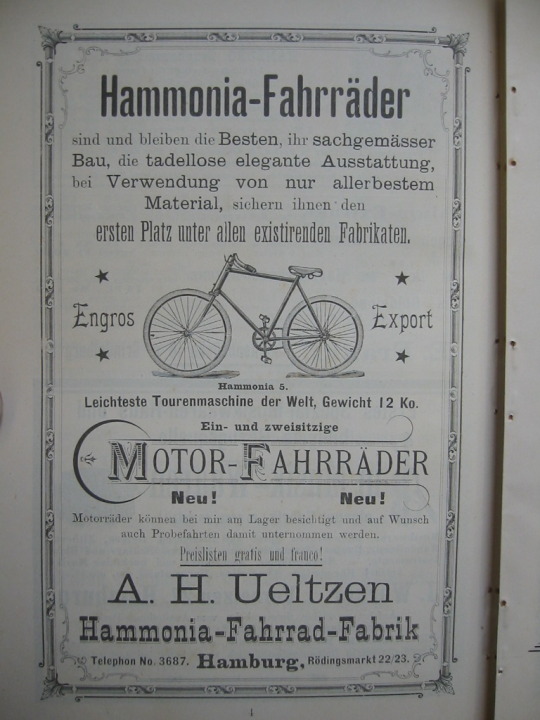 Hammonia-Fahrräder
sind und bleiben die Besten, ihr sachgemässer
Bau, die tadellose elegante Ausstattung,
bei Verwendung von nur allerbestem
Material, sichern ihnen den
ersten Platz unter allen existirenden Fabrikaten.
Engros
Export
Hammonia 5.
Leichteste Tourenmaschine der Welt, Gewicht 12 Ko.
Ein- und zweisitzige
MOTOR-FAHRRÄDER
Neu! Neu!
Motorräder können bei mir am Lager besichtigt und auf Wunsch
auch Probefahrten damit unternommen werden.
Preislisten gratis und franco!
A. H. Ueltzen
Hammonia-Fahrrad-Fabrik
Telephon No. 3687. Hamburg, Rödingsmarkt 22/23.
1